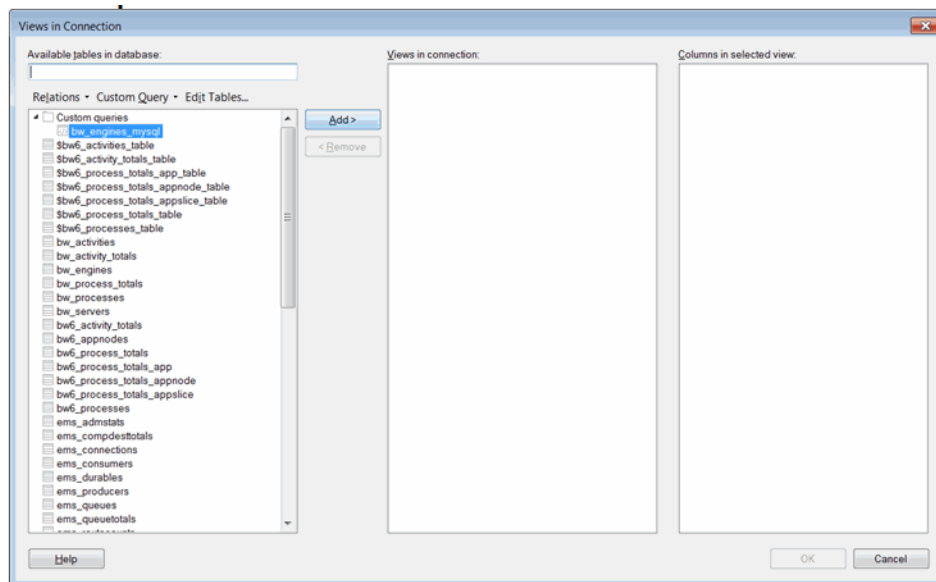 Views in Connection
Available tables in database:
Relations Custom Query Edit Tables...
Custom queries
bw_engines_mysql
$bw6_activities_table
$bw6_activity_totals_table
$bw6_process_totals_app_table
$bw6_process_totals_appnode_table
$bw6_process_totals_appslice_table
$bw6_process_totals_table
$bw6_processes_table
bw_activities
bw_activity_totals
bw_engines
bw_process_totals
bw_processes
bw_servers
bw6_activity_totals
bw6_appnodes
bw6_process_totals
bw6_process_totals_app
bw6_process_totals_appnode
bw6_process_totals_appslice
bw6_processes
ems_admstats
ems_compdesttotals
ems_connections
ems_consumers
ems_durables
ems_producers
ems_queues
ems_queuetotals
Add >
< Remove
Views in connection:
Columns in selected view:
Help
OK
Cancel